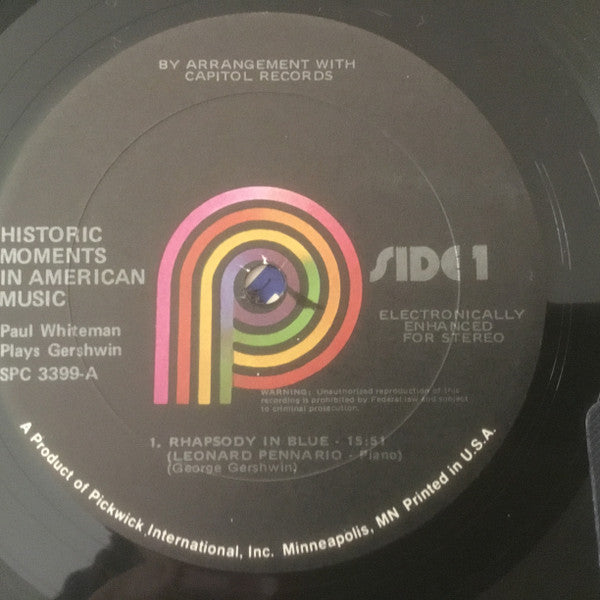 BY ARRANGEMENT WITH
CAPITOL RECORDS
HISTORIC
MOMENTS
IN AMERICAN
MUSIC
Paul Whiteman
Plays Gershwin
SPC 3399-A
SIDE 1
ELECTRONICALLY
ENHANCED
FOR STEREO
WARNING: Unauthorized reproduction of this
recording is prohibited by Federal law and subject
to criminal prosecution.
1. RHAPSODY IN BLUE - 15:51
(LEONARD PENNARIO - Piano)
(George Gershwin)
A Product of Pickwick International, Inc. Minneapolis, MN Printed in U.S.A.